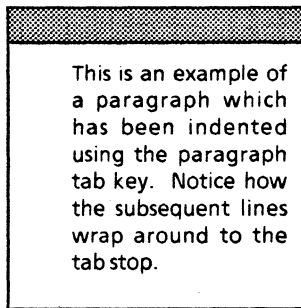 This is an example of
a paragraph which
has been indented
using the paragraph
tab key. Notice how
the subsequent lines
wrap around to the
tab stop.